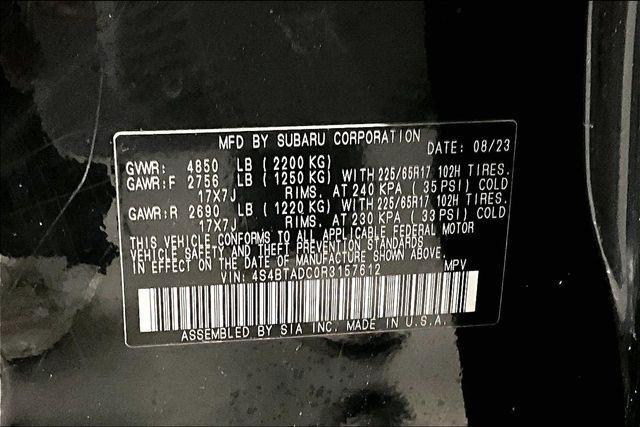 MFD BY SUBARU CORPORATION DATE: 08/23
GVWR: 4850 LB (2200 KG)
GAWR:F 2756 LB (1250 KG) WITH 225/65R17 102H TIRES.
17X7J RIMS. AT 240 KPA (35 PSI) COLD
GAWR:R 2690 LB (1220 KG) WITH 225/65R17 102H TIRES.
17X7J RIMS. AT 230 KPA (33 PSI) COLD
THIS VEHICLE CONFORMS TO ALL APPLICABLE FEDERAL MOTOR
VEHICLE SAFETY AND THEFT PREVENTION STANDARDS
IN EFFECT ON THE DATE OF MANUFACTURE SHOWN ABOVE.
VIN: 4S4BTADC0R3157612 MPV
ASSEMBLED BY SIA INC. MADE IN U.S.A.